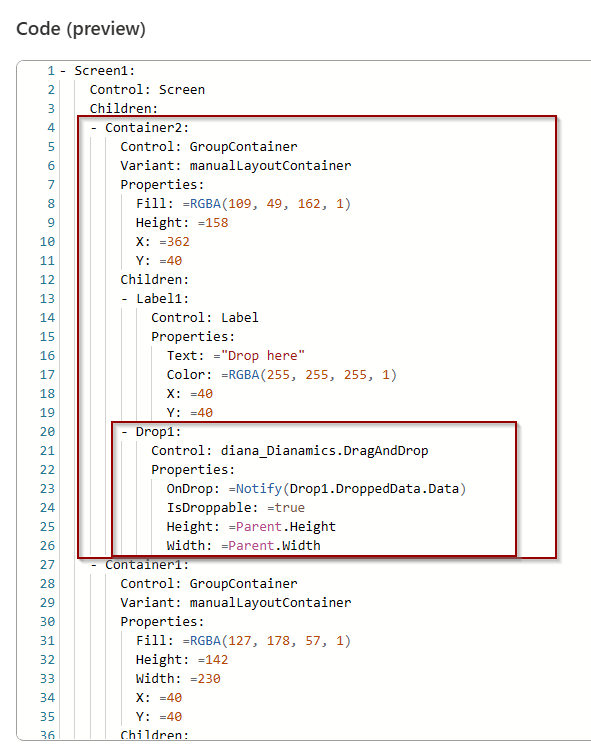 Code (preview)
1 - Screen1:
2 Control: Screen
3 Children:
4 - Container2:
5 Control: GroupContainer
6 Variant: manualLayoutContainer
7 Properties:
8 Fill: =RGBA(109, 49, 162, 1)
9 Height: =158
10 X: =362
11 Y: =40
12 Children:
13 - Label1:
14 Control: Label
15 Properties:
16 Text: ="Drop here"
17 Color: =RGBA(255, 255, 255, 1)
18 X: =40
19 Y: =40
20 - Drop1:
21 Control: diana_Dianamics.DragAndDrop
22 Properties:
23 OnDrop: =Notify(Drop1.DroppedData.Data)
24 IsDroppable: =true
25 Height: =Parent.Height
26 Width: =Parent.Width
27 - Container1:
28 Control: GroupContainer
29 Variant: manualLayoutContainer
30 Properties:
31 Fill: =RGBA(127, 178, 57, 1)
32 Height: =142
33 Width: =230
34 X: =40
35 Y: =40
36 Children: